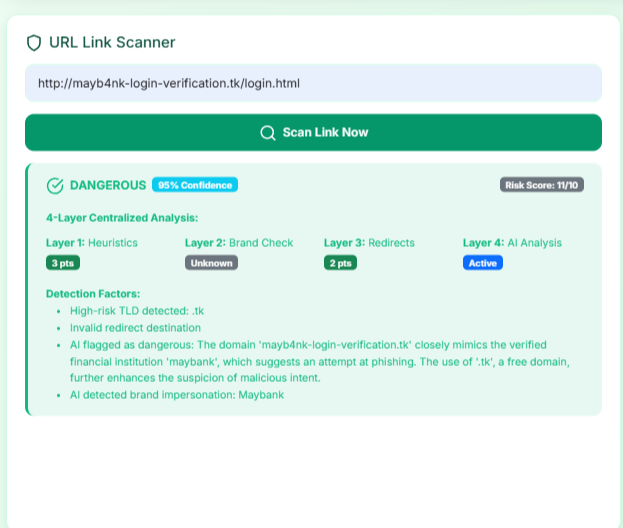 URL Link Scanner
http://mayb4nk-login-verification.tk/login.html
Scan Link Now
DANGEROUS 95% Confidence Risk Score: 11/10
4-Layer Centralized Analysis:
Layer 1: Heuristics Layer 2: Brand Check Layer 3: Redirects Layer 4: AI Analysis
3 pts Unknown 2 pts Active
Detection Factors:
• High-risk TLD detected: .tk
• Invalid redirect destination
• AI flagged as dangerous: The domain 'mayb4nk-login-verification.tk' closely mimics the verified
financial institution 'maybank', which suggests an attempt at phishing. The use of '.tk', a free domain,
further enhances the suspicion of malicious intent.
• AI detected brand impersonation: Maybank